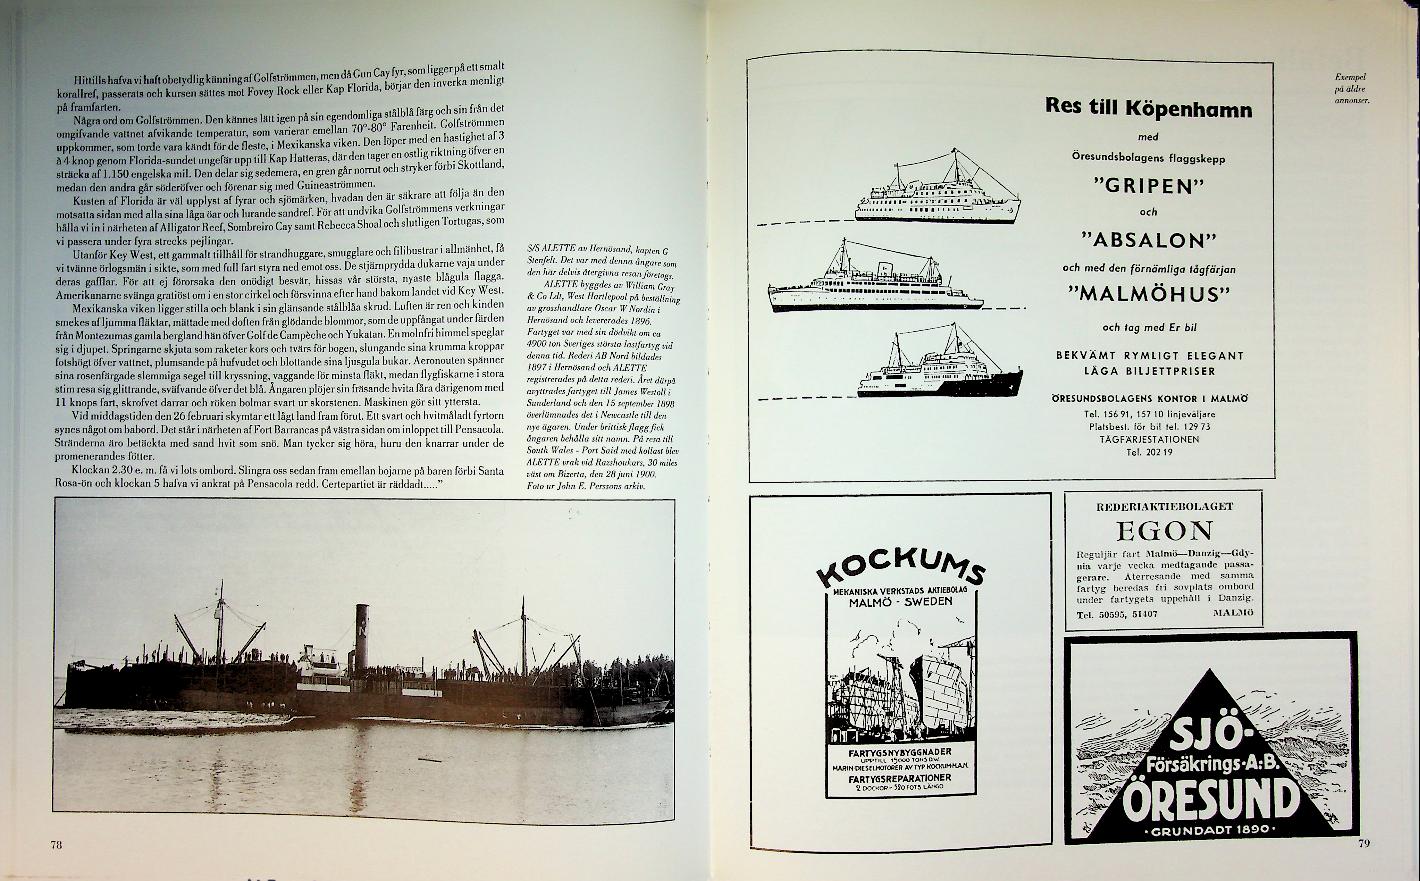 Hittills hafva vi haft obetydlig känning af Golfströmmen, men då Gun Cay fyr, som ligger på ett smalt
korallref, passerats och kursen sättes mot Fovey Rock eller Kap Florida, börjar den inverka menligt
på framfarten.
Några ord om Golfströmmen. Den kännes lätt igen på sin egendomliga stålblå färg och sin från det
omgifvande vattnet afvikande temperatur, som varierar emellan 70°-80° Farenheit. Golfströmmen
uppkommer, som torde vara kändt för de fleste, i Mexikanska viken. Den löper med en hastighet af 3
à 4 knop genom Florida-sundet ungefär upp till Kap Hatteras, där den tager en ostlig riktning öfver en
sträcka af 1.150 engelska mil. Den delar sig sedemera, en gren går norrut och stryker förbi Skottland,
medan den andra går söderöfver och förenar sig med Guineaströmmen.
Kusten af Florida är väl upplyst af fyrar och sjömärken, hvadan den är säkrare att följa än den
motsatta sidan med alla sina låga öar och lurande sandref. För att undvika Golfströmmens verkningar
hålla vi in i närheten af Alligator Reef, Sombreiro Cay samt Rebecca Shoal och slutligen Tortugas, som
vi passera under fyra strecks pejlingar.
Utanför Key West, ett gammalt tillhåll för strandhuggare, smugglare och filibustrar i allmänhet, få
vi tvänne örlogsmän i sikte, som med full fart styra ned emot oss. De stjärnprydda dukarne vaja under
deras gafflar. För att ej förorsaka den onödigt besvär, hissas vår största, nyaste blågula flagga.
Amerikanarne svänga gratiöst om i en stor cirkel och försvinna efter hand bakom landet vid Key West.
Mexikanska viken ligger stilla och blank i sin glänsande stålblåa skrud. Luften är ren och kinden
smekes af ljumma fläktar, mättade med doften från glödande blommor, som de uppfångat under färden
från Montezumas gamla bergland hän öfver Golf de Campèche och Yukatan. En molnfri himmel speglar
sig i djupet. Springarne skjuta som raketer kors och tvärs för bogen, slungande sina krumma kroppar
fotshögt öfver vattnet, plumsande på hufvudet och blottande sina ljusgula bukar. Aeronouten spänner
sina rosenfärgade slemmiga segel till kryssning, vaggande för minsta fläkt, medan flygfiskarne i stora
stim resa sig glittrande, sväfvande öfver det blå. Ångaren plöjer sin fräsande hvita fåra därigenom med
11 knops fart, skrofvet darrar och röken bolmar svart ur skorstenen. Maskinen gör sitt yttersta.
Vid middagstiden den 26 februari skymtar ett lågt land fram förut. Ett svart och hvitmåladt fyrtorn
synes något om babord. Det står i närheten af Fort Barrancas på västra sidan om inloppet till Pensacola.
Stränderna äro betäckta med sand hvit som snö. Man tycker sig höra, huru den knarrar under de
promenerandes fötter.
Klockan 2.30 e. m. få vi lots ombord. Slingra oss sedan fram emellan bojarne på baren förbi Santa
Rosa-ön och klockan 5 hafva vi ankrat på Pensacola redd. Certepartiet är räddadt....."
S/S ALETTE av Hernösand, kapten G
Stenfelt. Det var med denna ångare som
den här delvis återgivna resan företogs.
ALETTE byggdes av William Gray
& Co Ldt, West Hartlepool på beställning
av grosshandlare Oscar W Nordin i
Hernösand och levererades 1896.
Fartyget var med sin dödvikt om ca
4900 ton Sveriges största lastfartyg vid
denna tid. Rederi AB Nord bildades
1897 i Hernösand och ALETTE
registrerades på detta rederi. Året därpå
avyttrades fartyget till James Westoll i
Sunderland och den 15 september 1898
överlämnades det i Newcastle till den
nye ägaren. Under brittisk flagg fick
ångaren behålla sitt namn. På resa till
South Wales - Port Said med kollast blev
ALETTE vrak vid Razzhoukars, 30 miles
väst om Bizerta, den 28 juni 1900.
Foto ur John E. Perssons arkiv.
N
78
Exempel
på äldre
annonser.
Res till Köpenhamn
med
Öresundsbolagens flaggskepp
"GRIPEN"
och
"ABSALON"
och med den förnämliga tågfärjan
"MALMÖHUS"
och tag med Er bil
BEKVÄMT RYMLIGT ELEGANT
LÅGA BILJETTPRISER
ÖRESUNDSBOLAGENS KONTOR I MALMÖ
Tel. 156 91, 157 10 linjeväljare
Platsbest. för bil tel. 129 73
TÅGFÄRJESTATIONEN
Tel. 202 19
KOCKUMS
MEKANISKA VERKSTADS AKTIEBOLAG
MALMÖ - SWEDEN
FARTYGSNYBYGGNADER
UPP TILL 15000 TONS D.W.
MARIN-DIESELMOTORER AV TYP KOCKUM-M.A.N.
FARTYGSREPARATIONER
2 DOCKOR - 520 FOTS LÄNGD
REDERIAKTIEBOLAGET
EGON
Reguljär fart Malmö—Danzig—Gdy-
nia varje vecka medtagande passa-
gerare. Återresande med samma
fartyg beredas fri sovplats ombord
under fartygets uppehåll i Danzig.
Tel. 50595, 51407 MALMÖ
SJÖ-
Försäkrings-A.-B.
ÖRESUND
·GRUNDADT 1890·
79